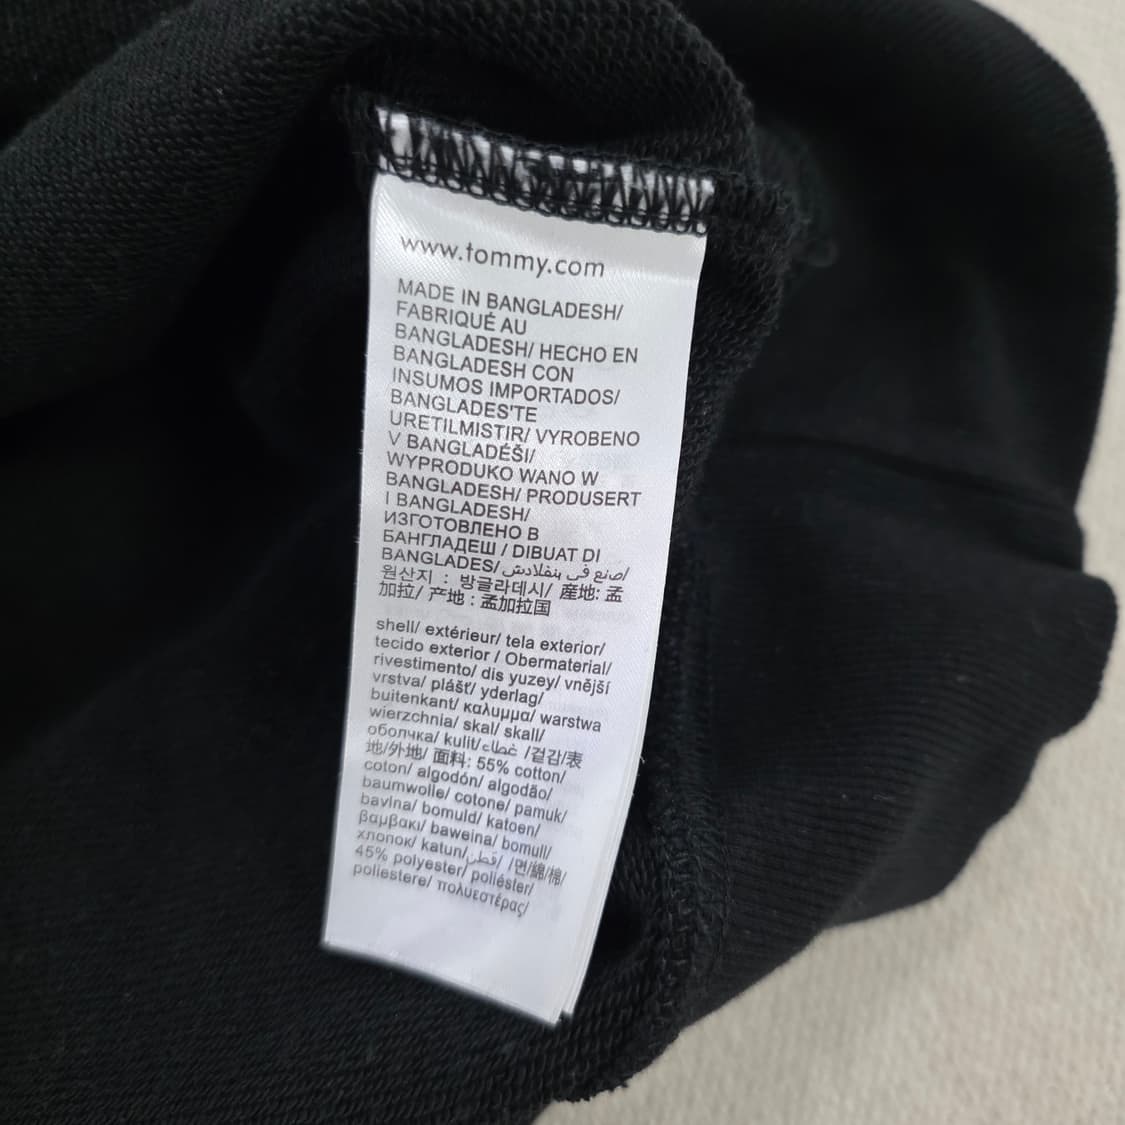 www.tommy.com
MADE IN BANGLADESH/
FABRIQUÉ AU
BANGLADESH/ HECHO EN
BANGLADESH CON
INSUMOS IMPORTADOS/
BANGLADES'TE
URETILMISTIR/ VYROBENO
V BANGLADÉŠI/
WYPRODUKO WANO W
BANGLADESH/ PRODUSERT
I BANGLADESH/
ИЗГОТОВЛЕНО В
БАНГЛАДЕШ / DIBUAT DI
BANGLADES/ صنع في بنغلادش/
원산지 : 방글라데시/ 産地: 孟
加拉/ 产地 : 孟加拉国
shell/ extérieur/ tela exterior/
tecido exterior / Obermaterial/
rivestimento/ dis yuzey/ vnější
vrstva/ plášť/ yderlag/
buitenkant/ καλυμμα/ warstwa
wierzchnia/ skal/ skall/
оболчка/ kulit/ غطاء /겉감/表
地/外地/ 面料: 55% cotton/
coton/ algodón/ algodão/
baumwolle/ cotone/ pamuk/
bavlna/ bomuld/ katoen/
βαμβακι/ baweina/ bomull/
хлопок/ katun/ قطن/ /면/綿/棉/
45% polyester/ poliéster/
poliestere/ πολυεστέρας/